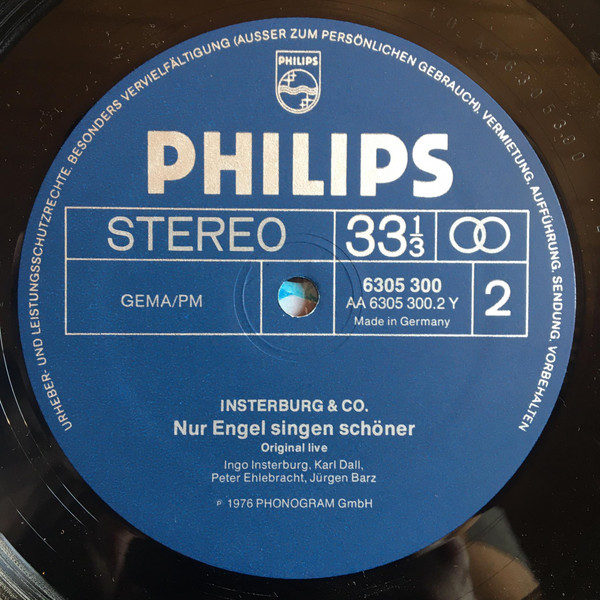 URHEBER- UND LEISTUNGSSCHUTZRECHTE. BESONDERS VERVIELFÄLTIGUNG (AUSSER ZUM PERSÖNLICHEN GEBRAUCH), VERMIETUNG, AUFFÜHRUNG, SENDUNG, VORBEHALTEN
PHILIPS
PHILIPS
STEREO 33 1/3
GEMA/PM
6305 300
AA 6305 300.2 Y
Made in Germany
2
INSTERBURG & CO.
Nur Engel singen schöner
Original live
Ingo Insterburg, Karl Dall,
Peter Ehlebracht, Jürgen Barz
℗ 1976 PHONOGRAM GmbH